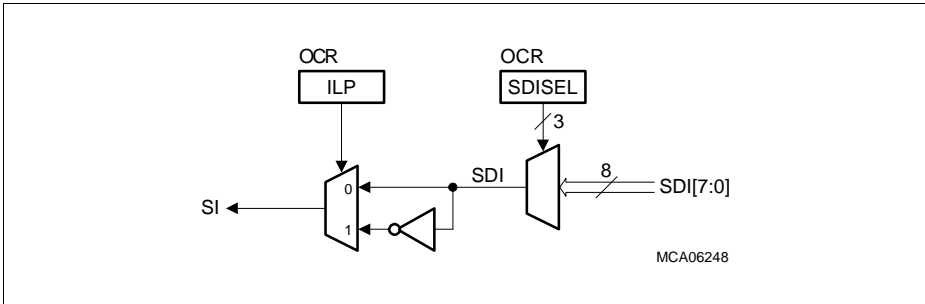 OCR OCR
ILP SDISEL
3
SDI 8
0 SDI[7:0]
SI
1
MCA06248